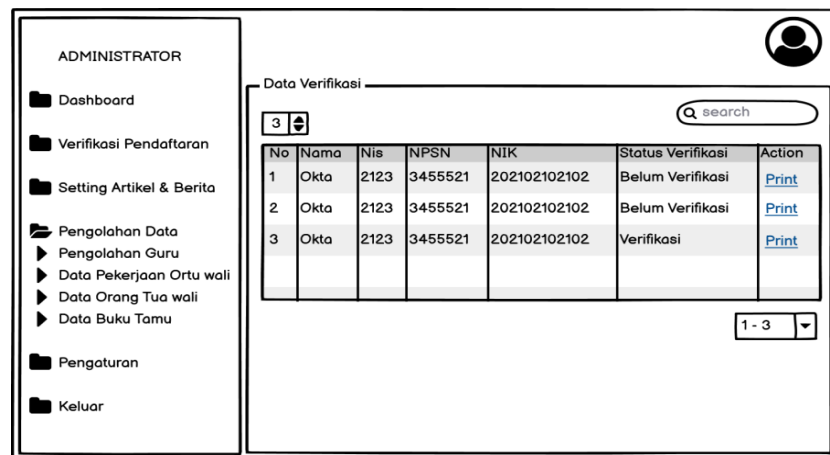 ADMINISTRATOR
Dashboard
Verifikasi Pendaftaran
Setting Artikel & Berita
Pengolahan Data
Pengolahan Guru
Data Pekerjaan Ortu wali
Data Orang Tua wali
Data Buku Tamu
Pengaturan
Keluar
Data Verifikasi
3
search
No Nama Nis NPSN NIK Status Verifikasi Action
1 Okta 2123 3455521 202102102102 Belum Verifikasi Print
2 Okta 2123 3455521 202102102102 Belum Verifikasi Print
3 Okta 2123 3455521 202102102102 Verifikasi Print
1 - 3